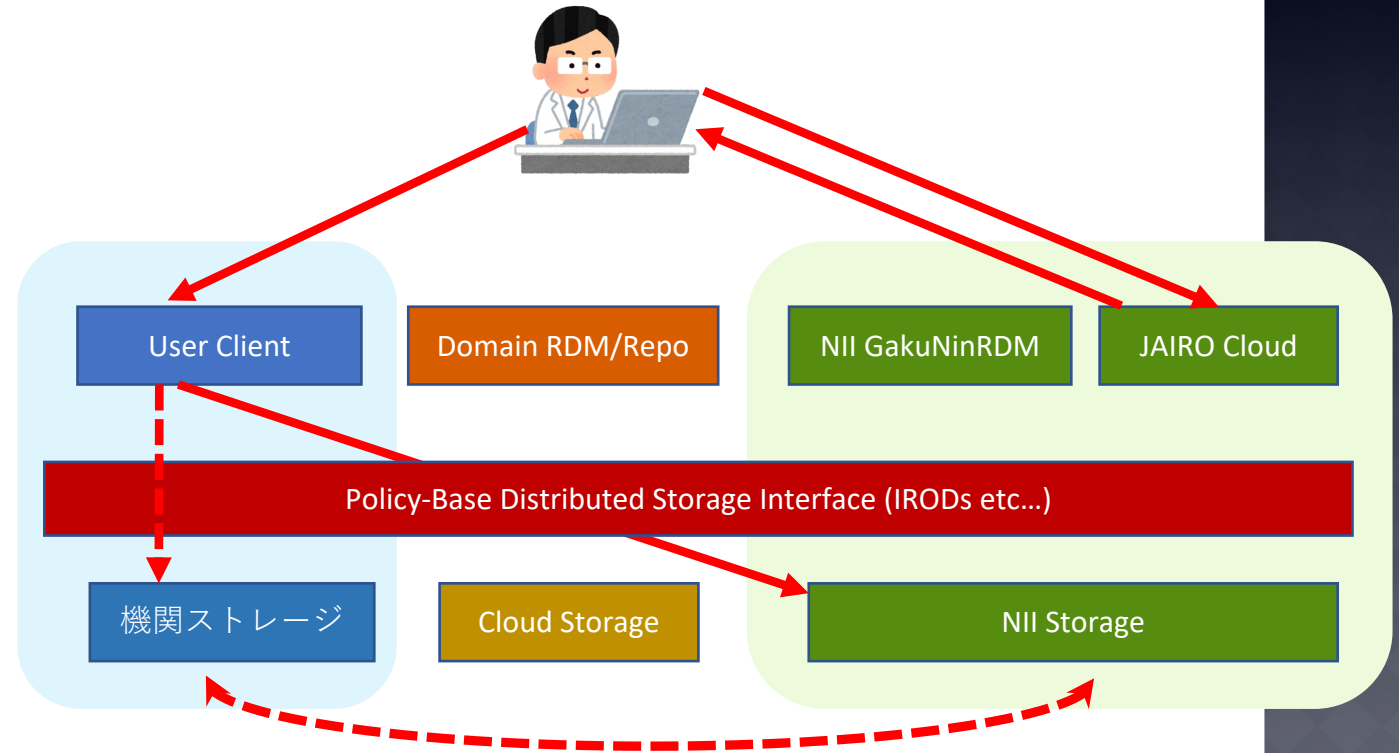 User Client
Domain RDM/Repo
NII GakuNinRDM
JAIRO Cloud
Policy-Base Distributed Storage Interface (IRODs etc...)
機関ストレージ
Cloud Storage
NII Storage